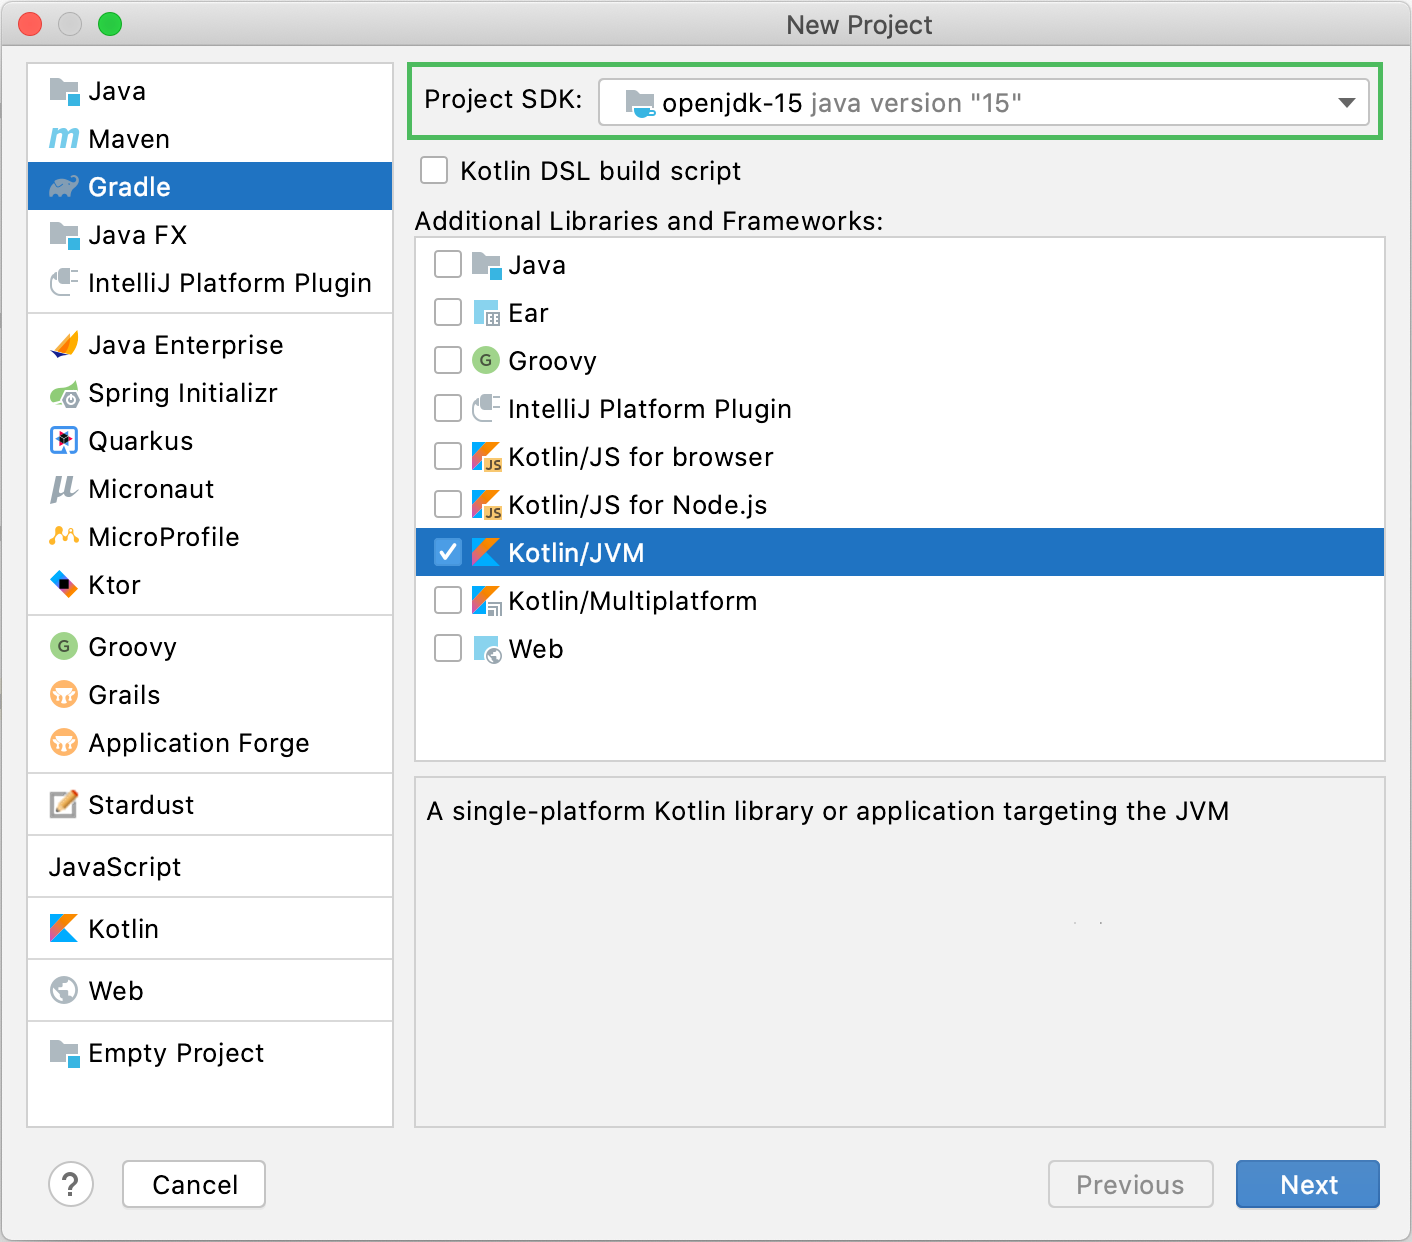 New Project
Java
Maven
Gradle
Java FX
IntelliJ Platform Plugin
Java Enterprise
Spring Initializr
Quarkus
Micronaut
MicroProfile
Ktor
G Groovy
Grails
Application Forge
Stardust
JavaScript
Kotlin
Web
Empty Project
Project SDK: openjdk-15 java version "15"
Kotlin DSL build script
Additional Libraries and Frameworks:
Java
Ear
G Groovy
IntelliJ Platform Plugin
JS Kotlin/JS for browser
JS Kotlin/JS for Node.js
Kotlin/JVM
Kotlin/Multiplatform
Web
A single-platform Kotlin library or application targeting the JVM
? Cancel Previous Next